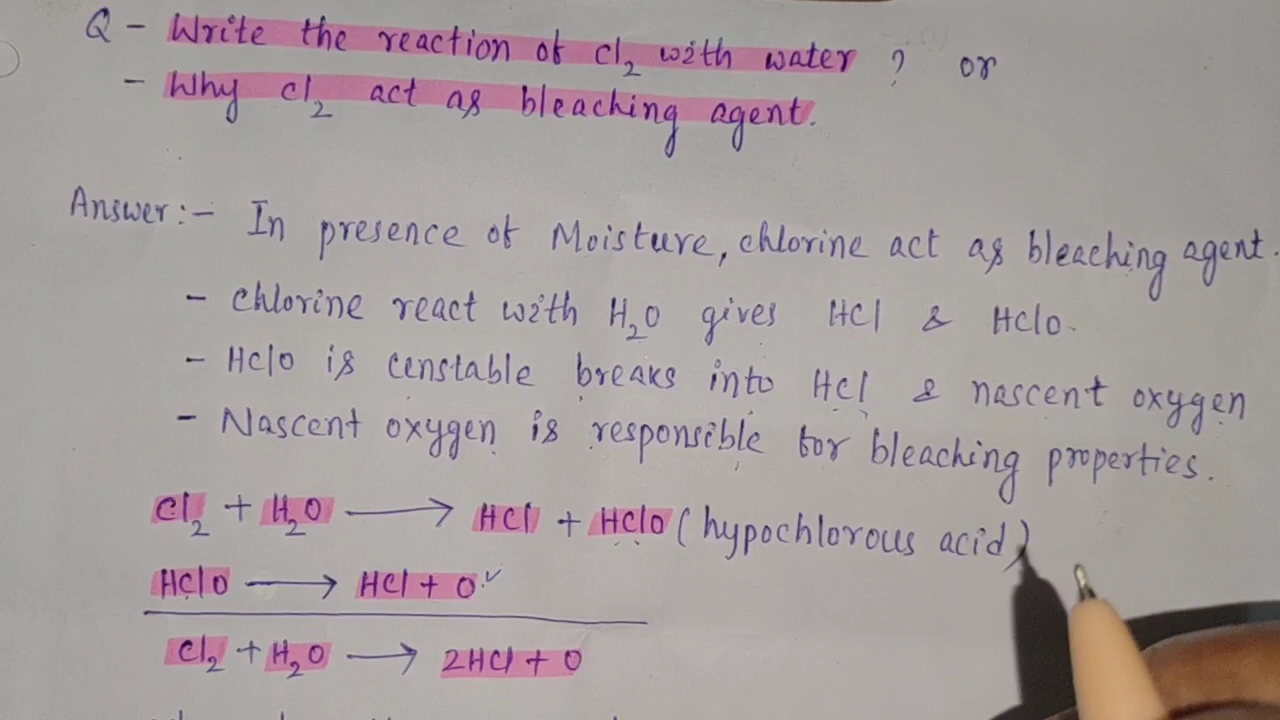 Q - Write the reaction of Cl₂ with water ? or
- Why Cl₂ act as bleaching agent.
Answer :- In presence of Moisture, chlorine act as bleaching agent.
- Chlorine react with H₂O gives HCl & HClO.
- HClO is unstable breaks into HCl & nascent oxygen
- Nascent oxygen is responsible for bleaching properties.
Cl₂ + H₂O ⟶ HCl + HClO (hypochlorous acid)
HClO ⟶ HCl + O ✓
Cl₂ + H₂O ⟶ 2HCl + O